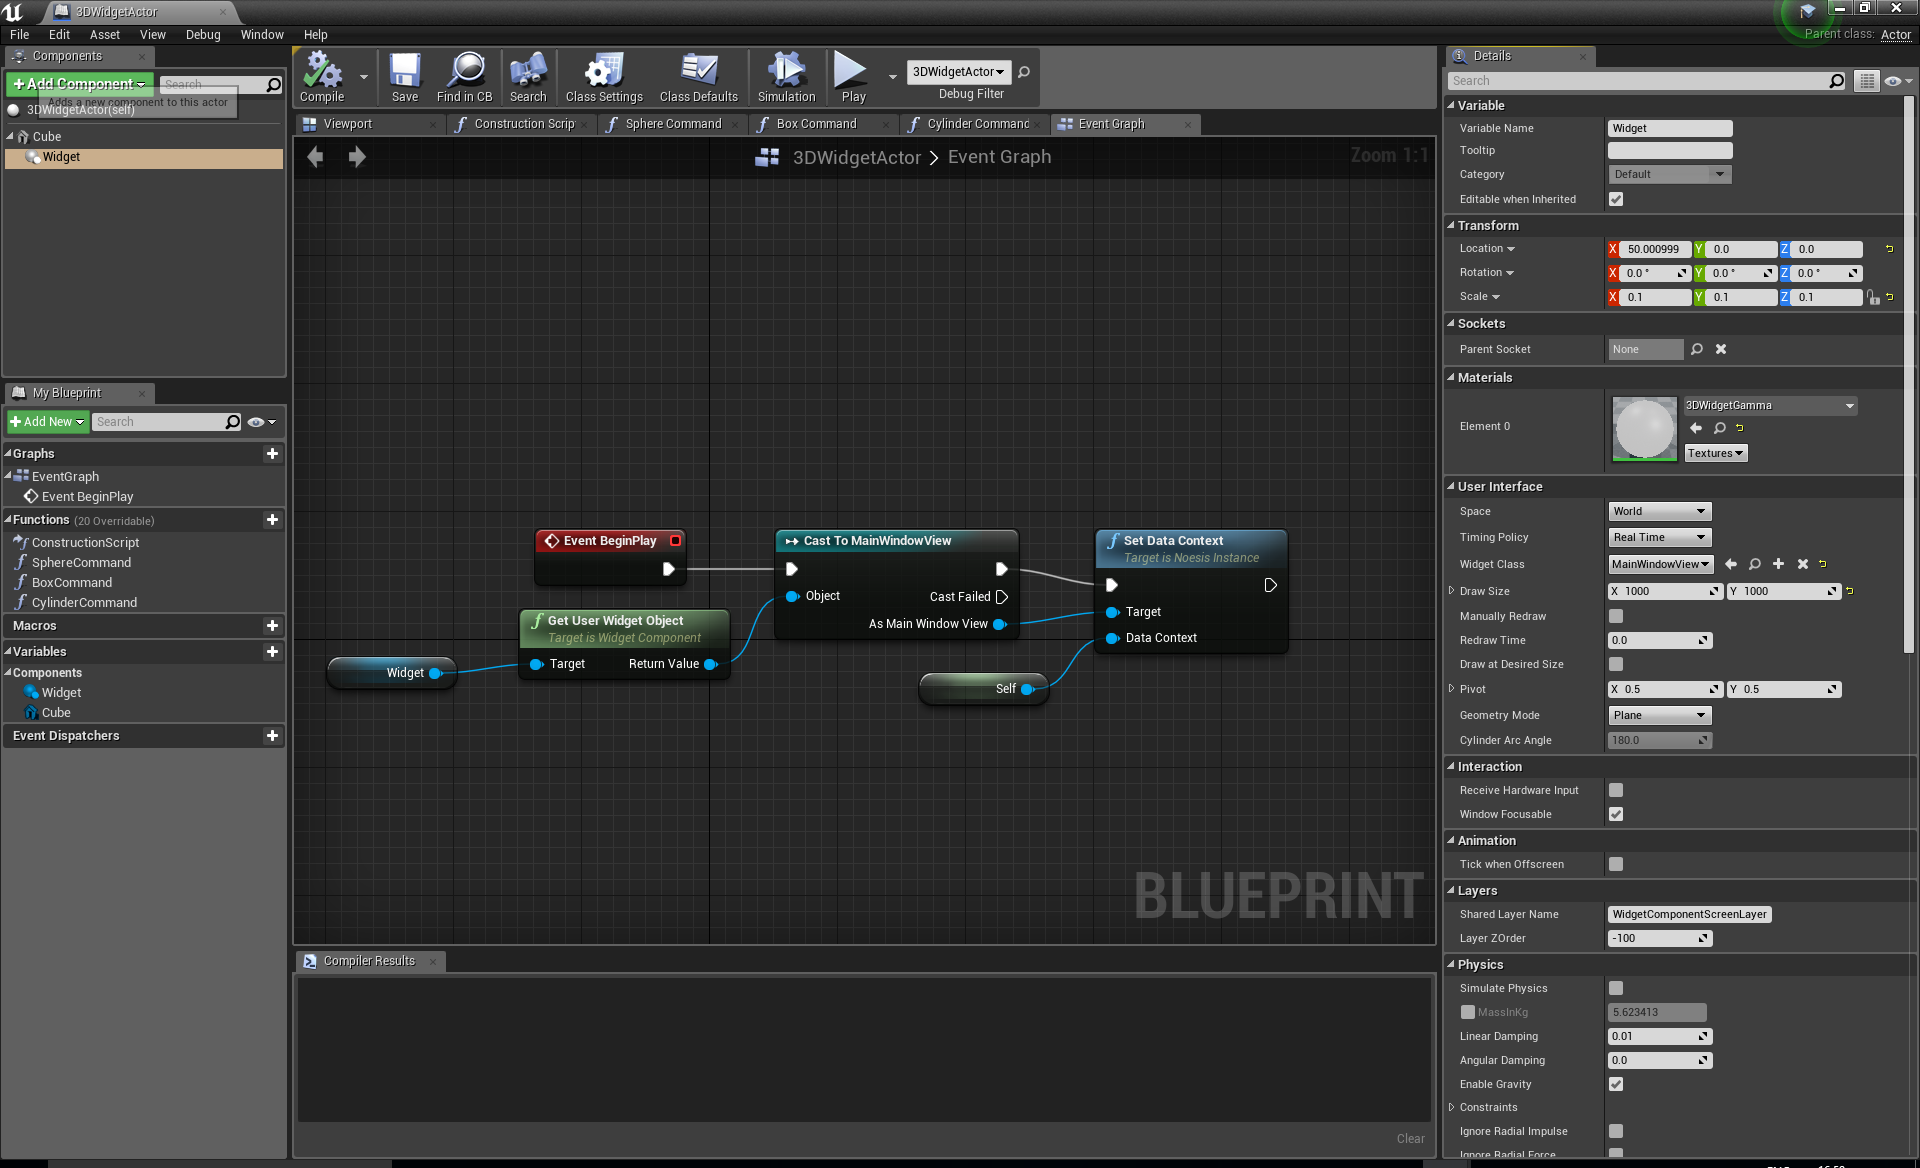 3DWidgetActor
File Edit Asset View Debug Window Help
Parent class: Actor
Components
Add Component
Search
Adds a new component to this actor
3DWidgetActor(self)
Cube
Widget
My Blueprint
Add New
Search
Graphs
EventGraph
Event BeginPlay
Functions (20 Overridable)
ConstructionScript
SphereCommand
BoxCommand
CylinderCommand
Macros
Variables
Components
Widget
Cube
Event Dispatchers
Compile
Save
Find in CB
Search
Class Settings
Class Defaults
Simulation
Play
3DWidgetActor
Debug Filter
Viewport
Construction Scrip
Sphere Command
Box Command
Cylinder Command
Event Graph
3DWidgetActor > Event Graph
Zoom 1:1
Event BeginPlay
Cast To MainWindowView
Object
Cast Failed
As Main Window View
Set Data Context
Target is Noesis Instance
Target
Data Context
Get User Widget Object
Target is Widget Component
Target
Return Value
Widget
Self
BLUEPRINT
Compiler Results
Clear
Details
Search
Variable
Variable Name Widget
Tooltip
Category Default
Editable when Inherited
Transform
Location X 50.000999 Y 0.0 Z 0.0
Rotation X 0.0 ° Y 0.0 ° Z 0.0 °
Scale X 0.1 Y 0.1 Z 0.1
Sockets
Parent Socket None
Materials
Element 0
3DWidgetGamma
Textures
User Interface
Space World
Timing Policy Real Time
Widget Class MainWindowView
Draw Size X 1000 Y 1000
Manually Redraw
Redraw Time 0.0
Draw at Desired Size
Pivot X 0.5 Y 0.5
Geometry Mode Plane
Cylinder Arc Angle 180.0
Interaction
Receive Hardware Input
Window Focusable
Animation
Tick when Offscreen
Layers
Shared Layer Name WidgetComponentScreenLayer
Layer ZOrder -100
Physics
Simulate Physics
MassInKg 5.623413
Linear Damping 0.01
Angular Damping 0.0
Enable Gravity
Constraints
Ignore Radial Impulse
Ignore Radial Force